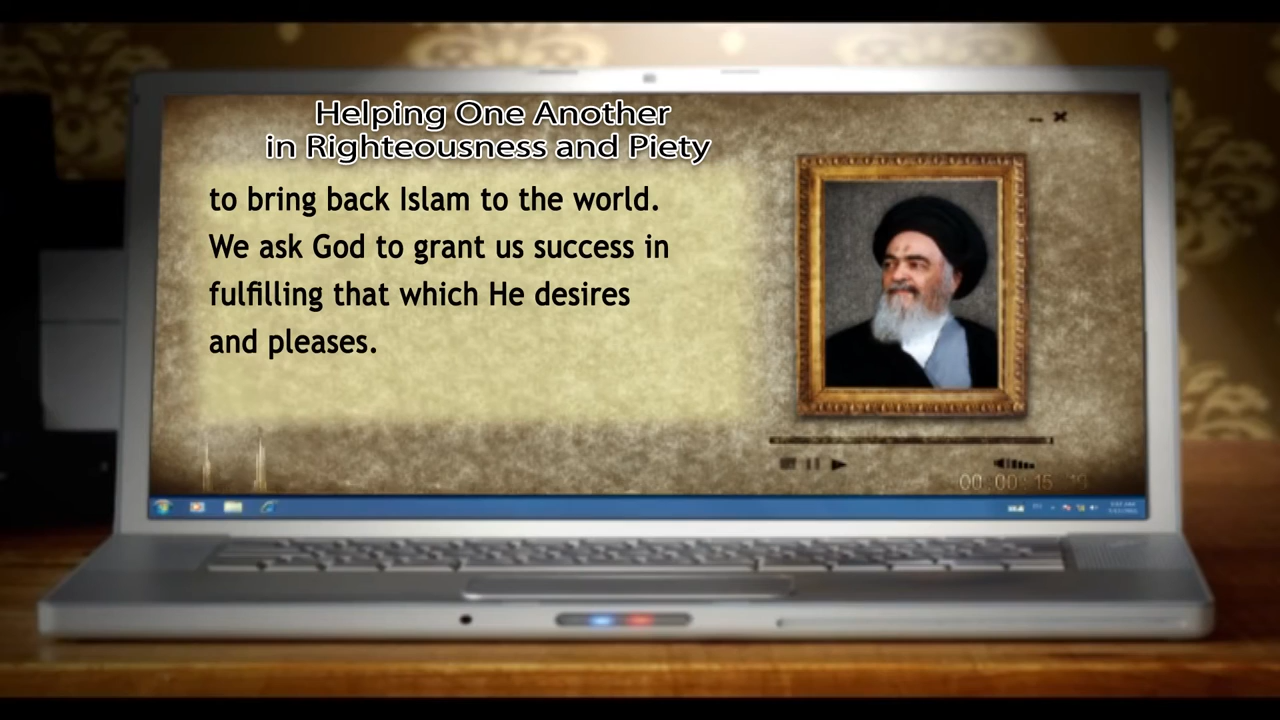 Helping One Another
in Righteousness and Piety
to bring back Islam to the world.
We ask God to grant us success in
fulfilling that which He desires
and pleases.